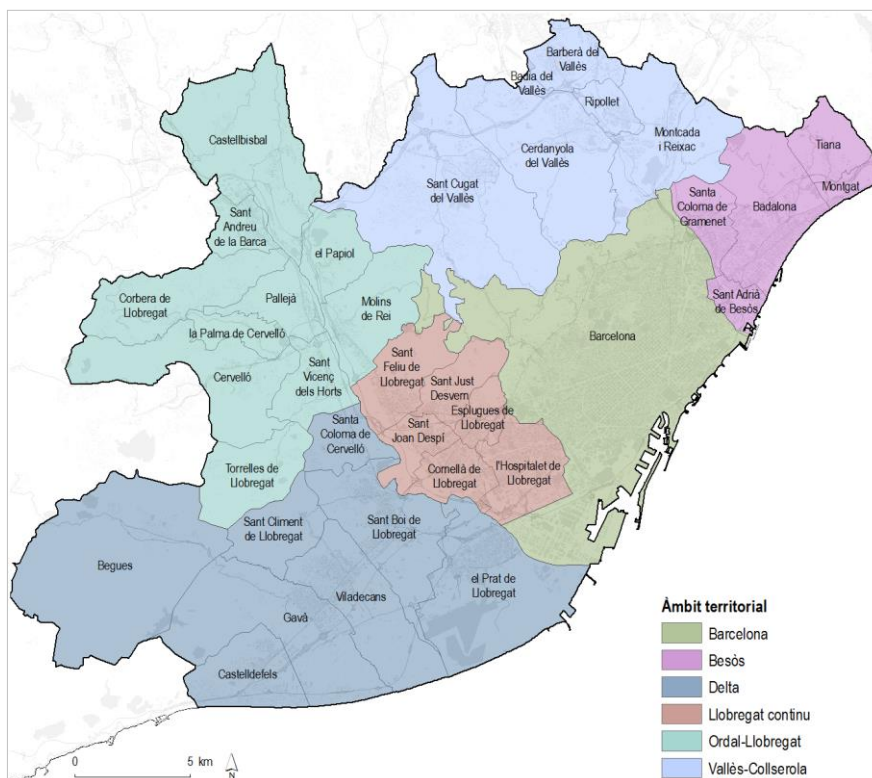 Barberà del
Vallès
Badia del
Vallès
Ripollet
Castellbisbal
Montcada
i Reixac
Tiana
Cerdanyola
del Vallès
Sant Cugat
del Vallès
Montgat
Santa
Coloma de
Gramenet
Badalona
Sant
Andreu
de la Barca
el Papiol
Sant Adrià
de Besòs
Corbera de
Llobregat
Pallejà
Molins
de Rei
la Palma de Cervelló
Barcelona
Cervelló
Sant
Vicenç
dels Horts
Sant
Feliu de
Llobregat
Sant Just
Desvern
Esplugues de
Llobregat
Santa
Coloma de
Cervelló
Sant
Joan Despí
Torrelles de
Llobregat
Cornellà de
Llobregat
l'Hospitalet de
Llobregat
Sant Climent
de Llobregat
Sant Boi de
Llobregat
Begues
el Prat de
Llobregat
Viladecans
Gavà
Castelldefels
Àmbit territorial
Barcelona
Besòs
Delta
Llobregat continu
Ordal-Llobregat
Vallès-Collserola
0 5 km
N